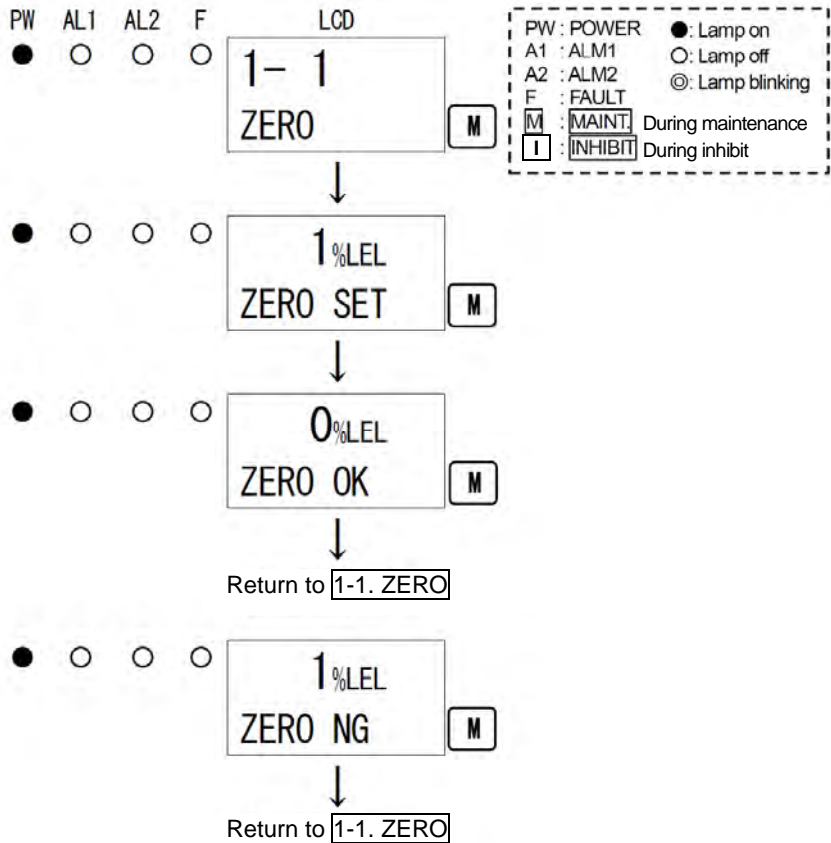 PW AL1 AL2 F LCD
1- 1
ZERO
M
PW : POWER ●: Lamp on
A1 : ALM1 ○: Lamp off
A2 : ALM2 ◎: Lamp blinking
F : FAULT
M : MAINT. During maintenance
I : INHIBIT During inhibit
1%LEL
ZERO SET
M
0%LEL
ZERO OK
M
Return to 1-1. ZERO
1%LEL
ZERO NG
M
Return to 1-1. ZERO